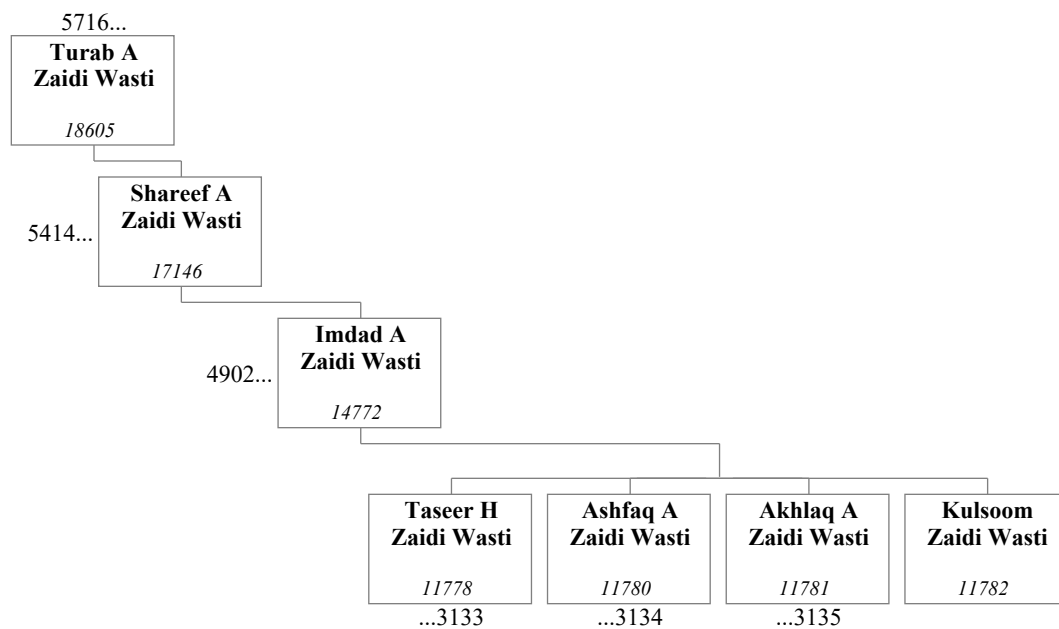 5716...
Turab A
Zaidi Wasti
18605
Shareef A
Zaidi Wasti
5414...
17146
Imdad A
Zaidi Wasti
4902...
14772
Taseer H
Zaidi Wasti
11778
...3133
Ashfaq A
Zaidi Wasti
11780
...3134
Akhlaq A
Zaidi Wasti
11781
...3135
Kulsoom
Zaidi Wasti
11782